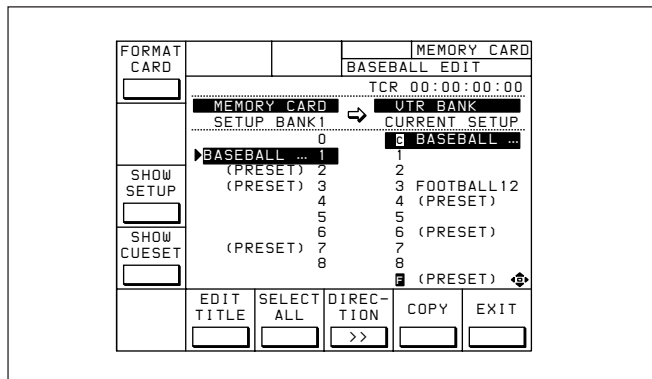 FORMAT CARD
MEMORY CARD
BASEBALL EDIT
TCR 00:00:00:00
MEMORY CARD ⇨ VTR BANK
SETUP BANK1 CURRENT SETUP
0 C BASEBALL …
▶BASEBALL … 1 1
(PRESET) 2 2
(PRESET) 3 3 FOOTBALL12
4 4 (PRESET)
5 5
6 6 (PRESET)
(PRESET) 7 7
8 8
F (PRESET)
SHOW SETUP
SHOW CUESET
EDIT TITLE
SELECT ALL
DIREC-TION
>>
COPY
EXIT